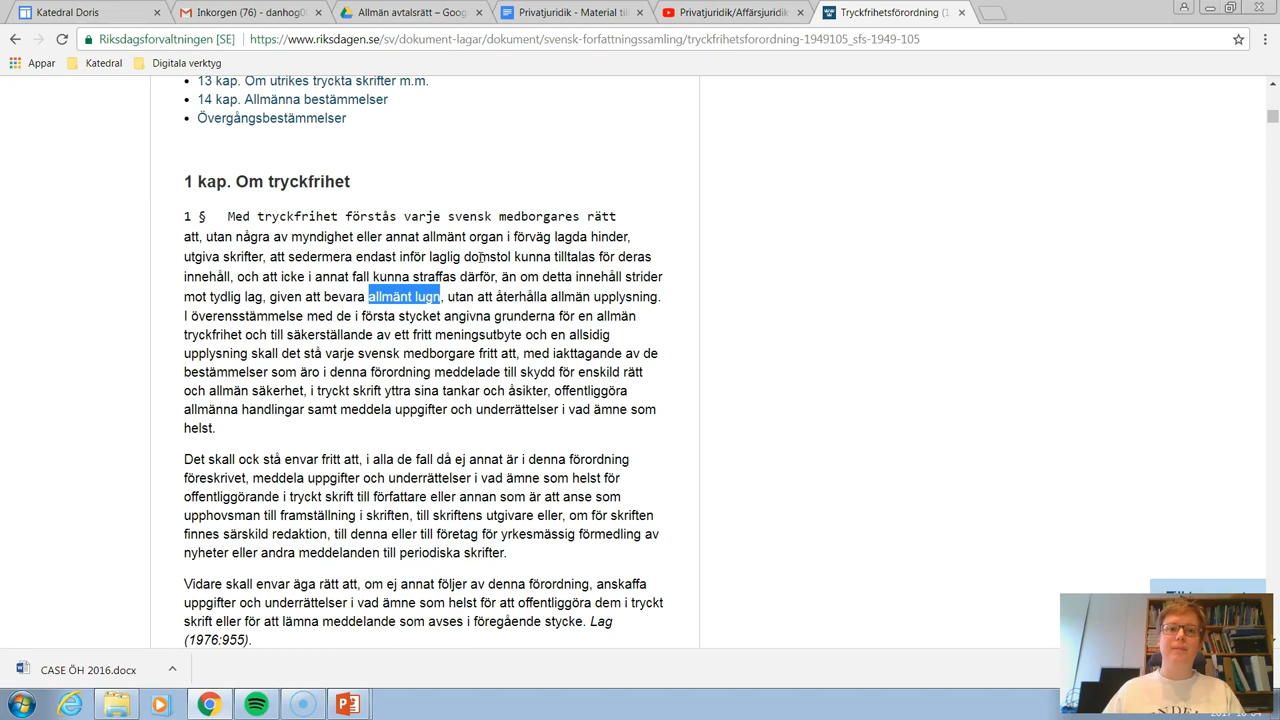 Katedral Doris
Inkorgen (76) - danhog0
Allmän avtalsrätt – Goog
Privatjuridik - Material til
Privatjuridik/Affärsjuridik
Tryckfrihetsförordning (1
Riksdagsforvaltningen [SE]
https://www.riksdagen.se/sv/dokument-lagar/dokument/svensk-forfattningssamling/tryckfrihetsforordning-1949105_sfs-1949-105
Appar
Katedral
Digitala verktyg
13 kap. Om utrikes tryckta skrifter m.m.
14 kap. Allmänna bestämmelser
Övergångsbestämmelser
1 kap. Om tryckfrihet
1 § Med tryckfrihet förstås varje svensk medborgares rätt
att, utan några av myndighet eller annat allmänt organ i förväg lagda hinder,
utgiva skrifter, att sedermera endast inför laglig domstol kunna tilltalas för deras
innehåll, och att icke i annat fall kunna straffas därför, än om detta innehåll strider
mot tydlig lag, given att bevara allmänt lugn, utan att återhålla allmän upplysning.
I överensstämmelse med de i första stycket angivna grunderna för en allmän
tryckfrihet och till säkerställande av ett fritt meningsutbyte och en allsidig
upplysning skall det stå varje svensk medborgare fritt att, med iakttagande av de
bestämmelser som äro i denna förordning meddelade till skydd för enskild rätt
och allmän säkerhet, i tryckt skrift yttra sina tankar och åsikter, offentliggöra
allmänna handlingar samt meddela uppgifter och underrättelser i vad ämne som
helst.
Det skall ock stå envar fritt att, i alla de fall då ej annat är i denna förordning
föreskrivet, meddela uppgifter och underrättelser i vad ämne som helst för
offentliggörande i tryckt skrift till författare eller annan som är att anse som
upphovsman till framställning i skriften, till skriftens utgivare eller, om för skriften
finnes särskild redaktion, till denna eller till företag för yrkesmässig förmedling av
nyheter eller andra meddelanden till periodiska skrifter.
Vidare skall envar äga rätt att, om ej annat följer av denna förordning, anskaffa
uppgifter och underrättelser i vad ämne som helst för att offentliggöra dem i tryckt
skrift eller för att lämna meddelande som avses i föregående stycke. Lag
(1976:955).
CASE ÖH 2016.docx